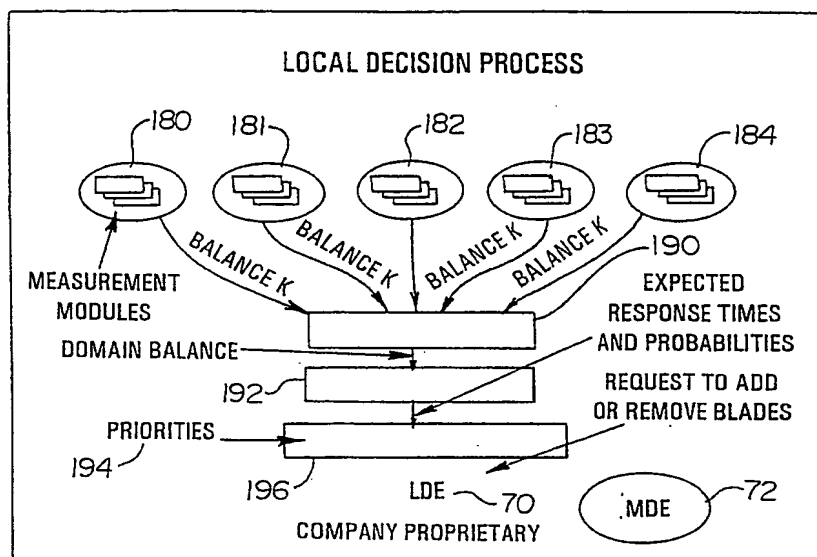 LOCAL DECISION PROCESS
180
181
182
183
184
BALANCE K
BALANCE K
BALANCE K
BALANCE K
190
MEASUREMENT
MODULES
EXPECTED
RESPONSE TIMES
AND PROBABILITIES
DOMAIN BALANCE
192
REQUEST TO ADD
OR REMOVE BLADES
PRIORITIES
194
196
LDE
70
MDE
72
COMPANY PROPRIETARY